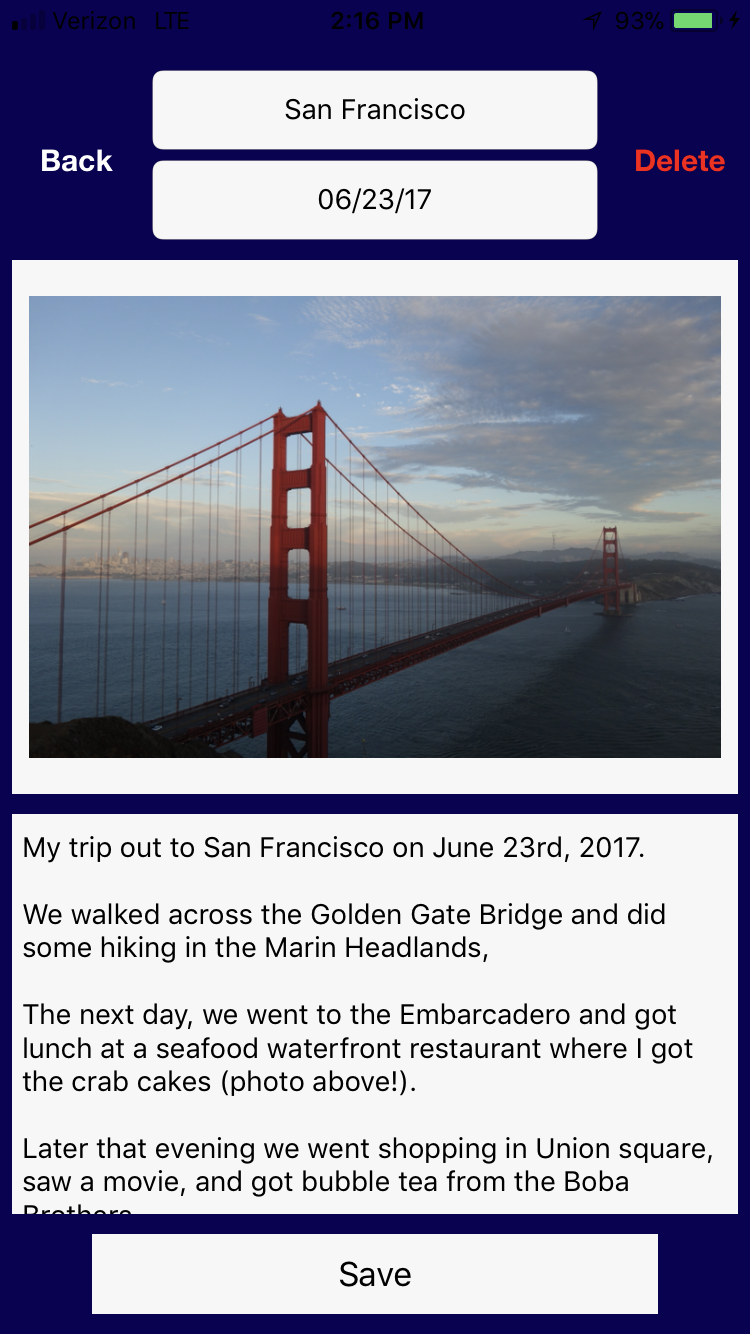 Verizon LTE 2:16 PM 93%
San Francisco
Back
Delete
06/23/17
My trip out to San Francisco on June 23rd, 2017.
We walked across the Golden Gate Bridge and did
some hiking in the Marin Headlands,
The next day, we went to the Embarcadero and got
lunch at a seafood waterfront restaurant where I got
the crab cakes (photo above!).
Later that evening we went shopping in Union square,
saw a movie, and got bubble tea from the Boba
Brothers
Save